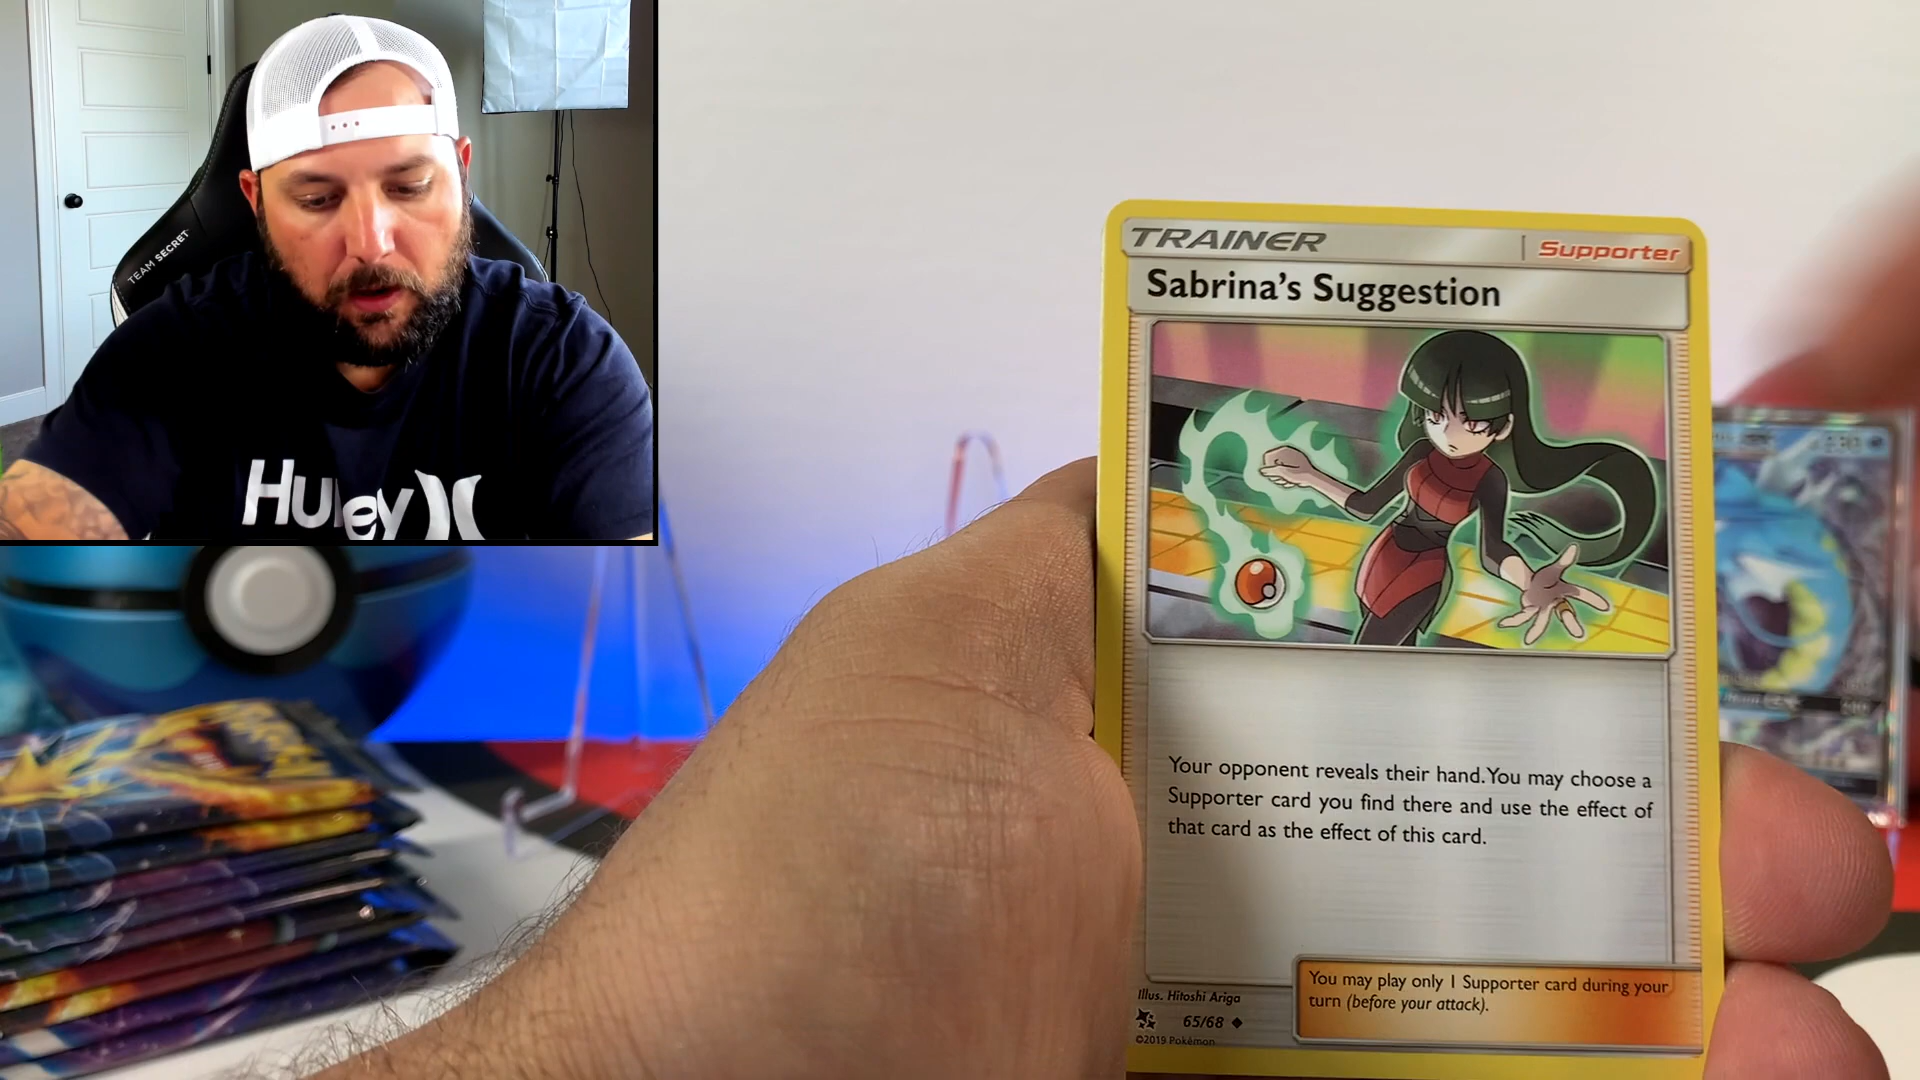 TEAM SECRET
Hurley
TRAINER
Supporter
Sabrina's Suggestion
Your opponent reveals their hand. You may choose a
Supporter card you find there and use the effect of
that card as the effect of this card.
You may play only 1 Supporter card during your
turn (before your attack).
Illus. Hitoshi Ariga
65/68
©2019 Pokémon